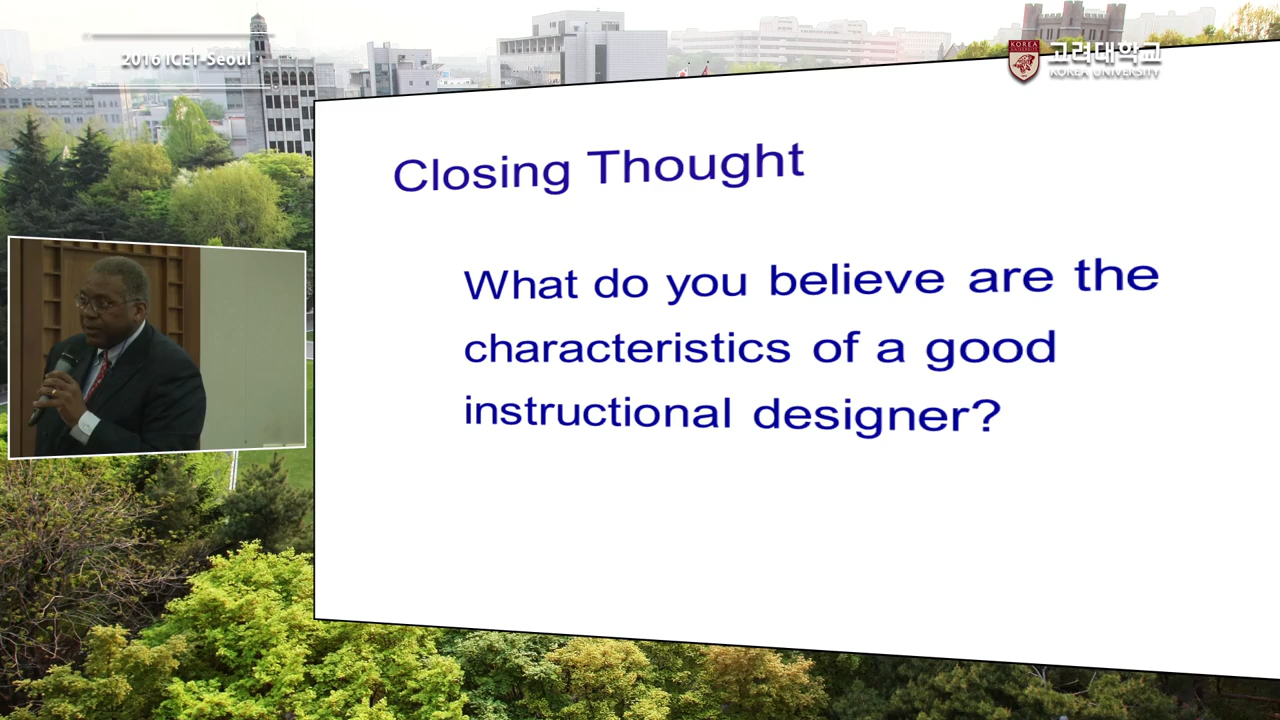 2016 ICET-Seoul
KOREA
고려대학교
KOREA UNIVERSITY
Closing Thought
What do you believe are the
characteristics of a good
instructional designer?